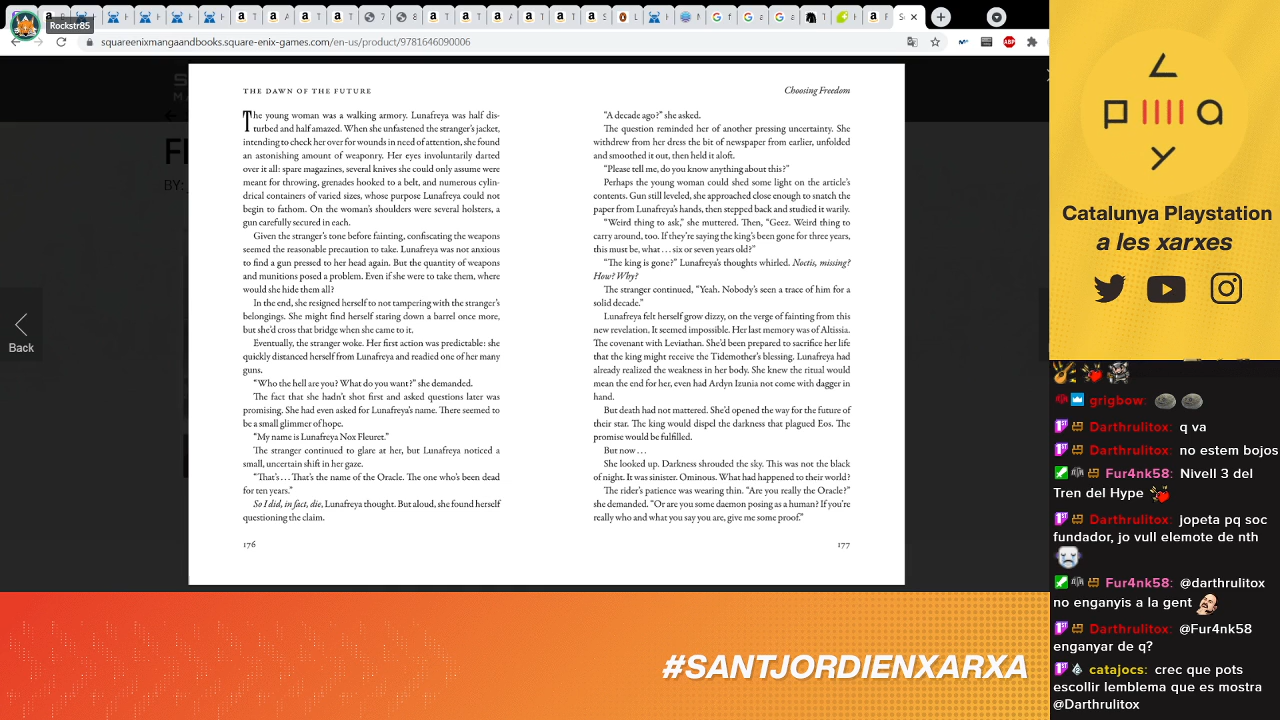 Rockstr85
squareenixmangaandbooks.square-enix-games.com/en-us/product/9781646090006
Back
BY:
THE DAWN OF THE FUTURE
The young woman was a walking armory. Lunafreya was half dis-
turbed and half amazed. When she unfastened the stranger's jacket,
intending to check her over for wounds in need of attention, she found
an astonishing amount of weaponry. Her eyes involuntarily darted
over it all: spare magazines, several knives she could only assume were
meant for throwing, grenades hooked to a belt, and numerous cylin-
drical containers of varied sizes, whose purpose Lunafreya could not
begin to fathom. On the woman's shoulders were several holsters, a
gun carefully secured in each.
Given the stranger's tone before fainting, confiscating the weapons
seemed the reasonable precaution to take. Lunafreya was not anxious
to find a gun pressed to her head again. But the quantity of weapons
and munitions posed a problem. Even if she were to take them, where
would she hide them all?
In the end, she resigned herself to not tampering with the stranger's
belongings. She might find herself staring down a barrel once more,
but she'd cross that bridge when she came to it.
Eventually, the stranger woke. Her first action was predictable: she
quickly distanced herself from Lunafreya and readied one of her many
guns.
"Who the hell are you? What do you want?" she demanded.
The fact that she hadn't shot first and asked questions later was
promising. She had even asked for Lunafreya's name. There seemed to
be a small glimmer of hope.
"My name is Lunafreya Nox Fleuret."
The stranger continued to glare at her, but Lunafreya noticed a
small, uncertain shift in her gaze.
"That's... That's the name of the Oracle. The one who's been dead
for ten years."
So I did, in fact, die, Lunafreya thought. But aloud, she found herself
questioning the claim.
176
Choosing Freedom
"A decade ago?" she asked.
The question reminded her of another pressing uncertainty. She
withdrew from her dress the bit of newspaper from earlier, unfolded
and smoothed it out, then held it aloft.
"Please tell me, do you know anything about this?"
Perhaps the young woman could shed some light on the article's
contents. Gun still leveled, she approached close enough to snatch the
paper from Lunafreya's hands, then stepped back and studied it warily.
"Weird thing to ask," she muttered. Then, "Geez. Weird thing to
carry around, too. If they're saying the king's been gone for three years,
this must be, what... six or seven years old?"
"The king is gone?" Lunafreya's thoughts whirled. Noctis, missing?
How? Why?
The stranger continued, "Yeah. Nobody's seen a trace of him for a
solid decade."
Lunafreya felt herself grow dizzy, on the verge of fainting from this
new revelation. It seemed impossible. Her last memory was of Altissia.
The covenant with Leviathan. She'd been prepared to sacrifice her life
that the king might receive the Tidemother's blessing. Lunafreya had
already realized the weakness in her body. She knew the ritual would
mean the end for her, even had Ardyn Izunia not come with dagger in
hand.
But death had not mattered. She'd opened the way for the future of
their star. The king would dispel the darkness that plagued Eos. The
promise would be fulfilled.
But now...
She looked up. Darkness shrouded the sky. This was not the black
of night. It was sinister. Ominous. What had happened to their world?
The rider's patience was wearing thin. "Are you really the Oracle?"
she demanded. "Or are you some daemon posing as a human? If you're
really who and what you say you are, give me some proof."
177
Catalunya Playstation
a les xarxes
grigbow:
Darthrulitox: q va
Darthrulitox: no estem bojos
Fur4nk58: Nivell 3 del
Tren del Hype
Darthrulitox: jopeta pq soc
fundador, jo vull elemote de nth
Fur4nk58: @darthrulitox
no enganyis a la gent
Darthrulitox: @Fur4nk58
enganyar de q?
catajocs: crec que pots
escollir lemblema que es mostra
@Darthrulitox
#SANTJORDIENXARXA